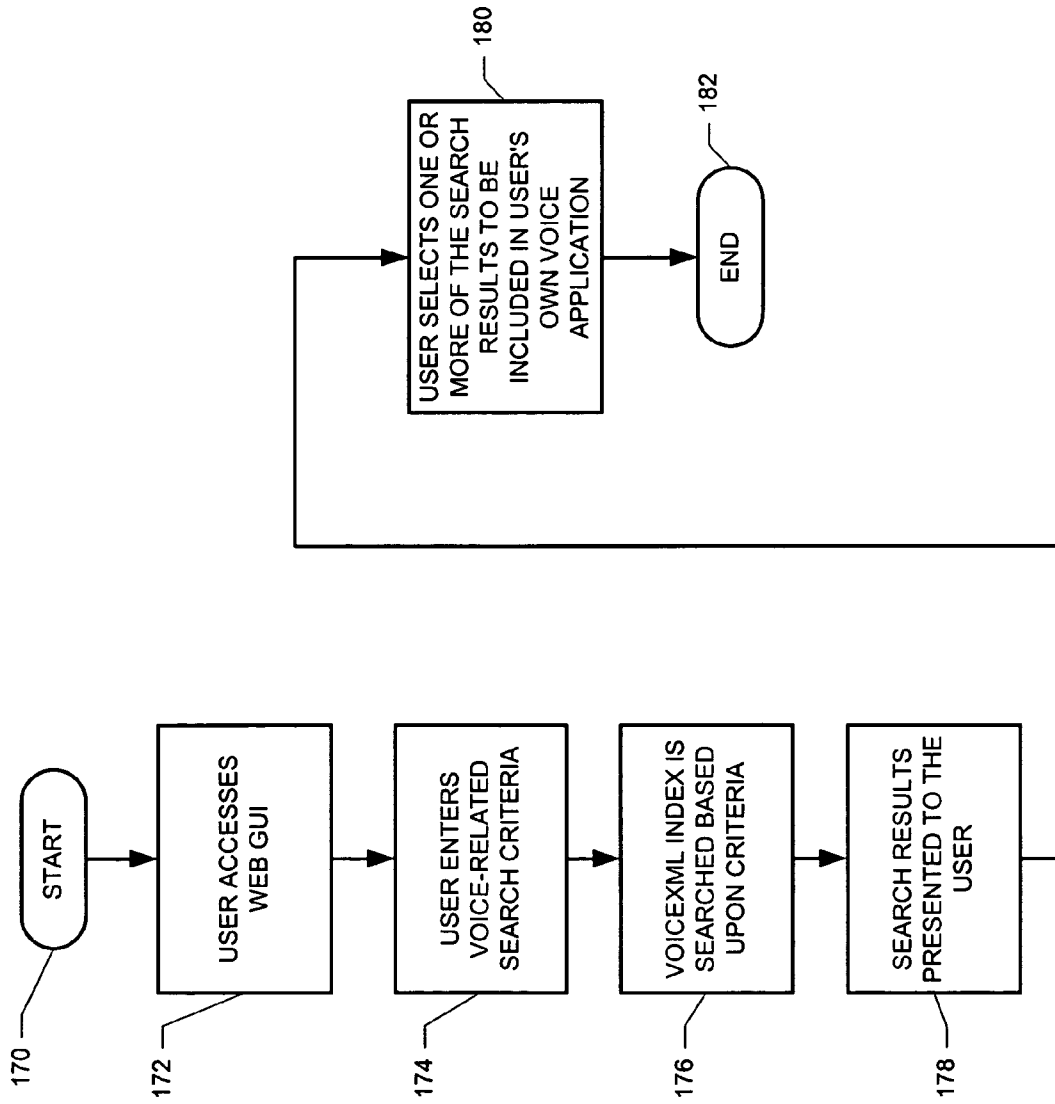 170
START
172
USER ACCESSES
WEB GUI
174
USER ENTERS
VOICE-RELATED
SEARCH CRITERIA
176
VOICEXML INDEX IS
SEARCHED BASED
UPON CRITERIA
178
SEARCH RESULTS
PRESENTED TO THE
USER
180
USER SELECTS ONE OR
MORE OF THE SEARCH
RESULTS TO BE
INCLUDED IN USER'S
OWN VOICE
APPLICATION
182
END